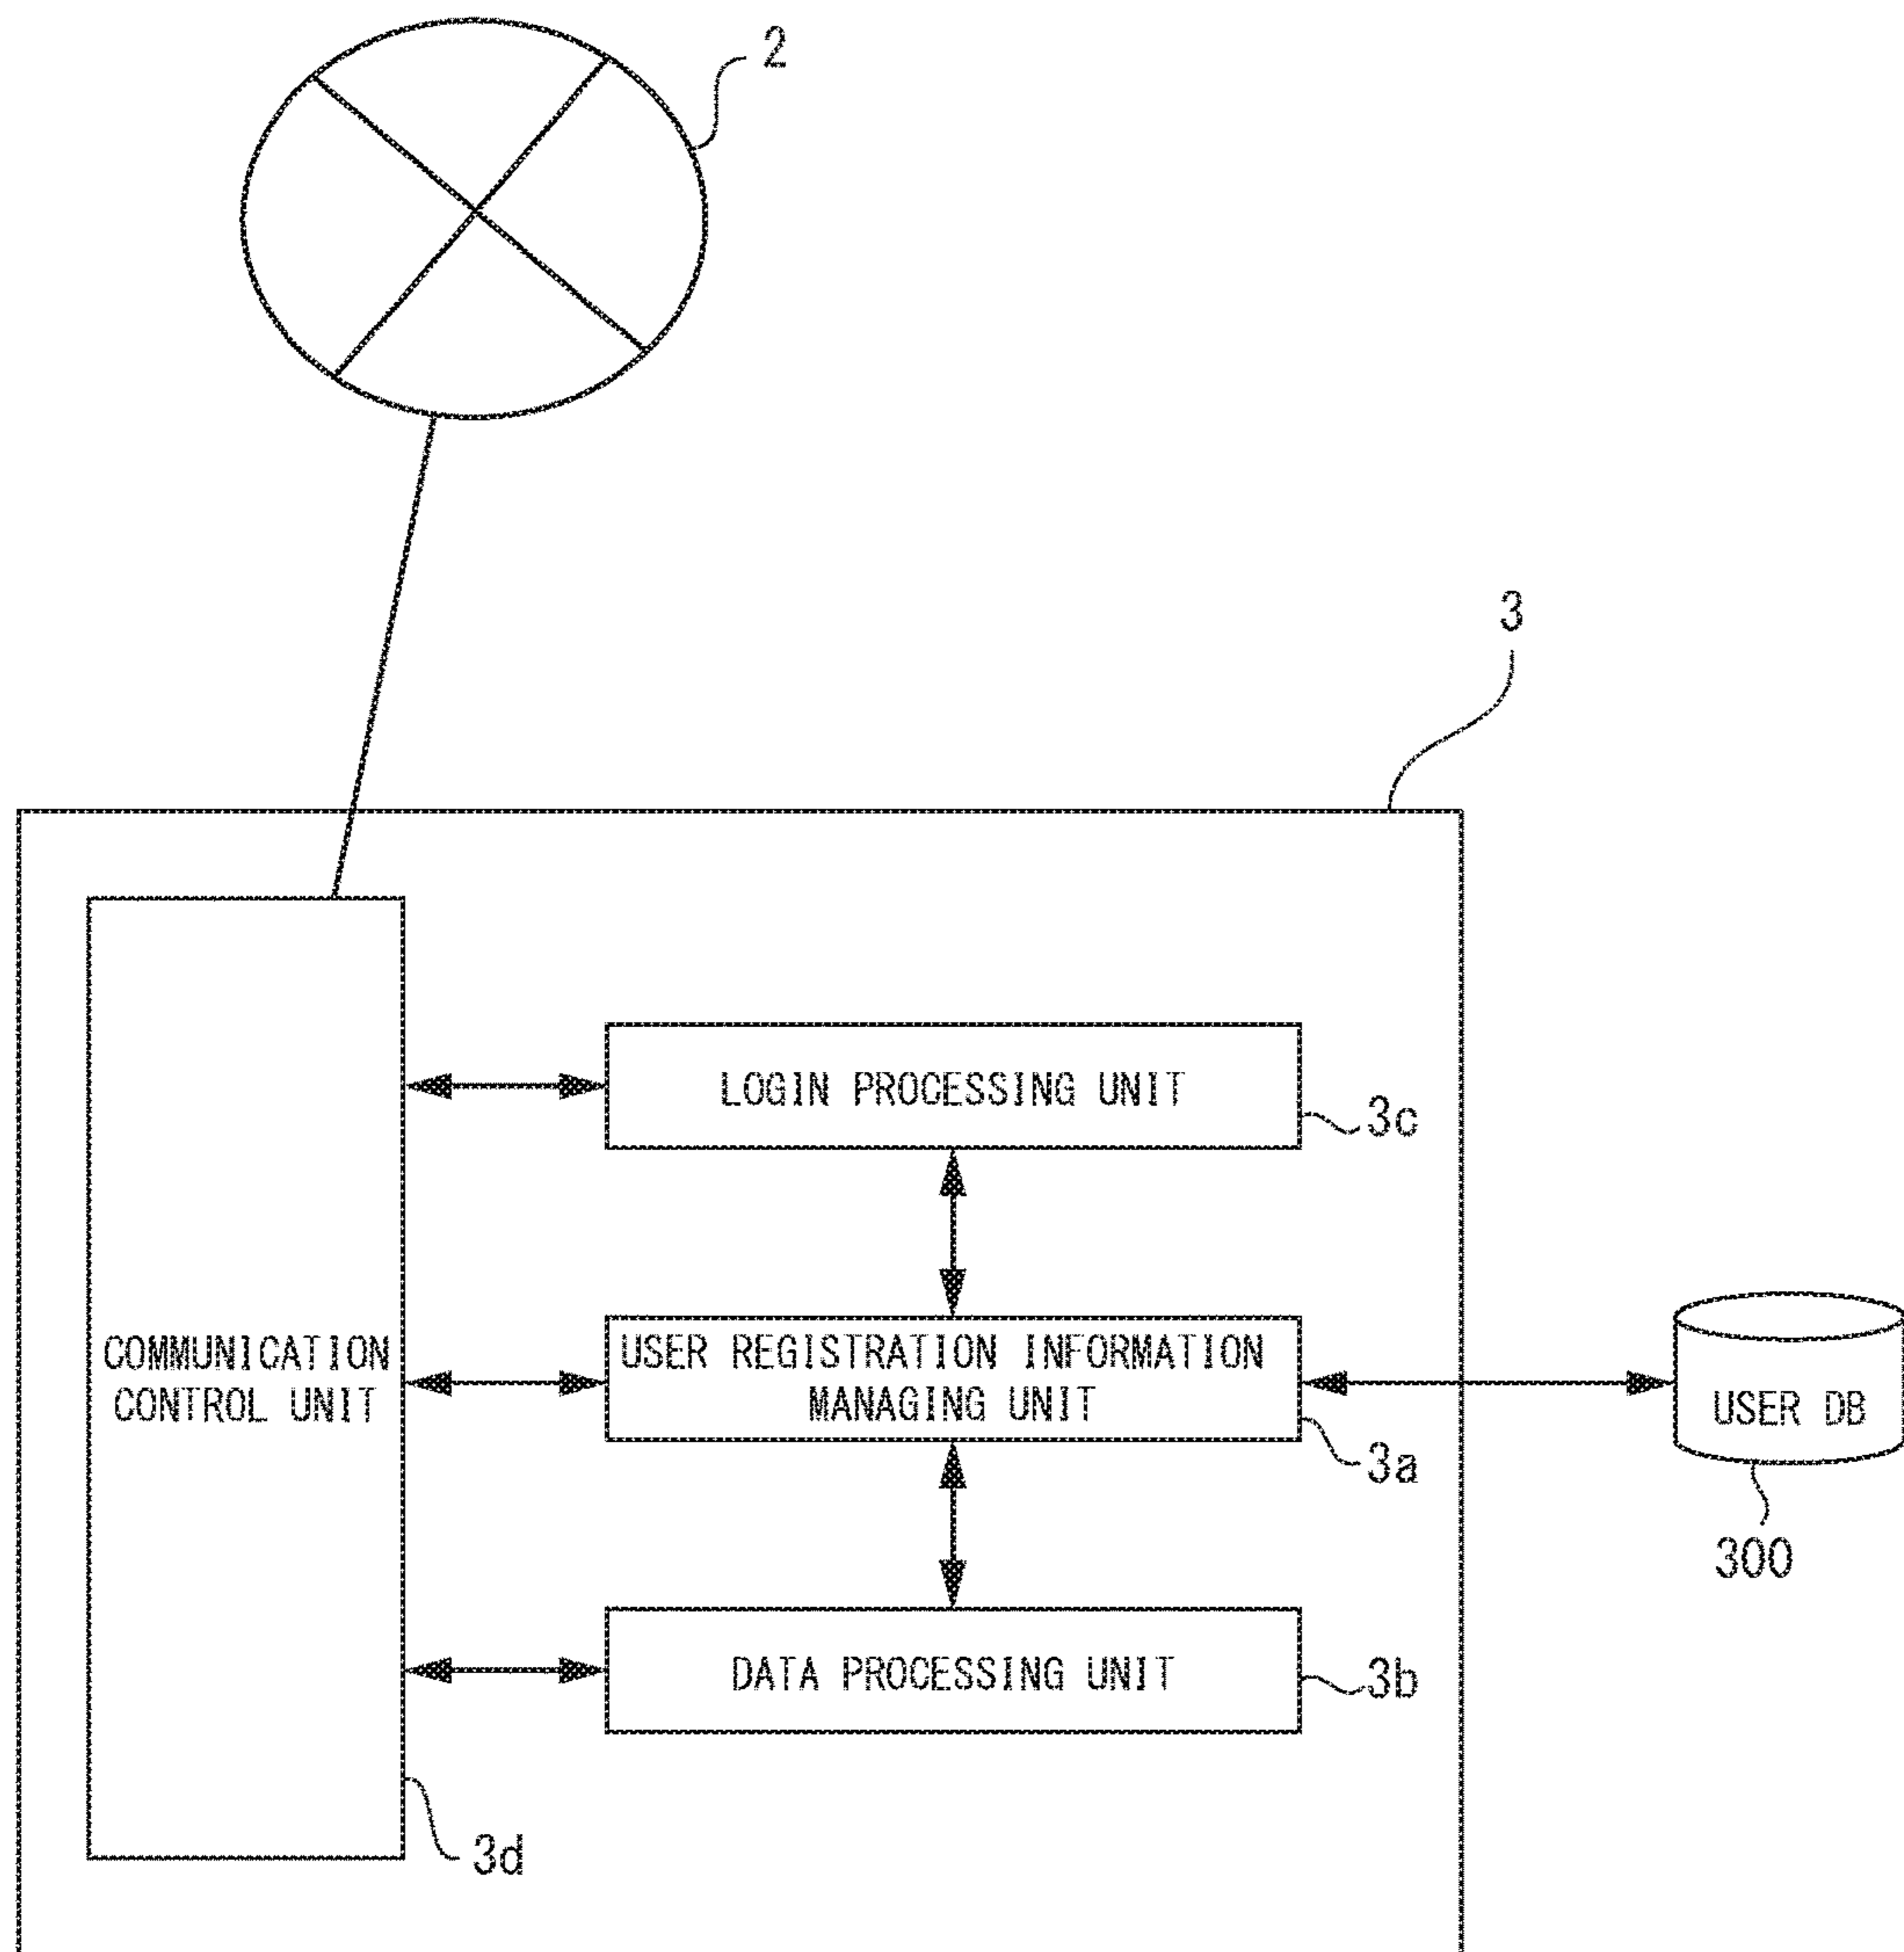 2
3
LOGIN PROCESSING UNIT
3c
COMMUNICATION
CONTROL UNIT
USER REGISTRATION INFORMATION
MANAGING UNIT
3a
USER DB
300
DATA PROCESSING UNIT
3b
3d